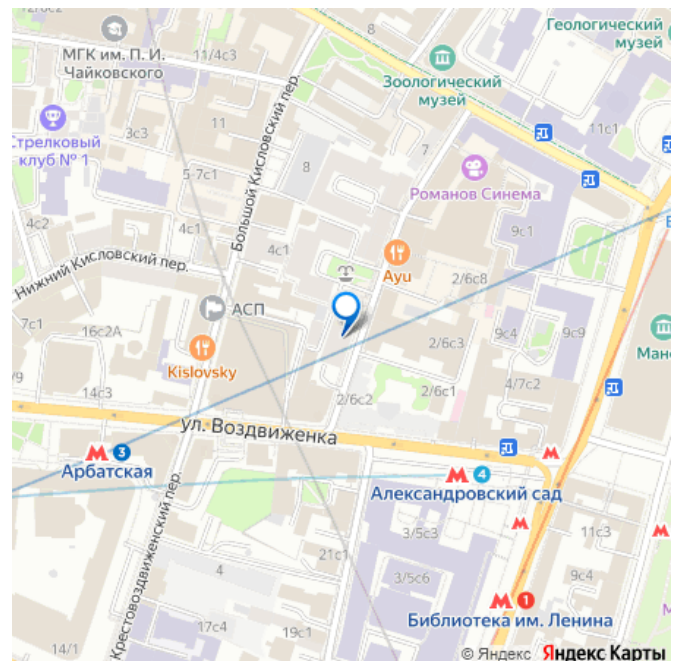 12/6с2
МГК им. П. И.
Чайковского
11/4с3
Геологический
музей
Зоологический
музей
Стрелковый
клуб № 1
3с3
11
11с1
5-7с1
8
7
Большой Кисловский пер.
Романов Синема
4с2
4с1
4с1
9с1
Нижний Кисловский пер.
Ayu
2/6с8
АСП
7с1
16с2А
Kislovsky
2/6с3
9с4
9с9
Ман
/9
14с3
2/6с2
2/6с1
4/7с2
ул. Воздвиженка
3
Арбатская
4
Александровский сад
Крестовоздвиженский пер.
3/5с3
11с3
21с1
4
3/5с6
9с4
1
Библиотека им. Ленина
17с4
19с1
14/1
© Яндекс Яндекс Карты